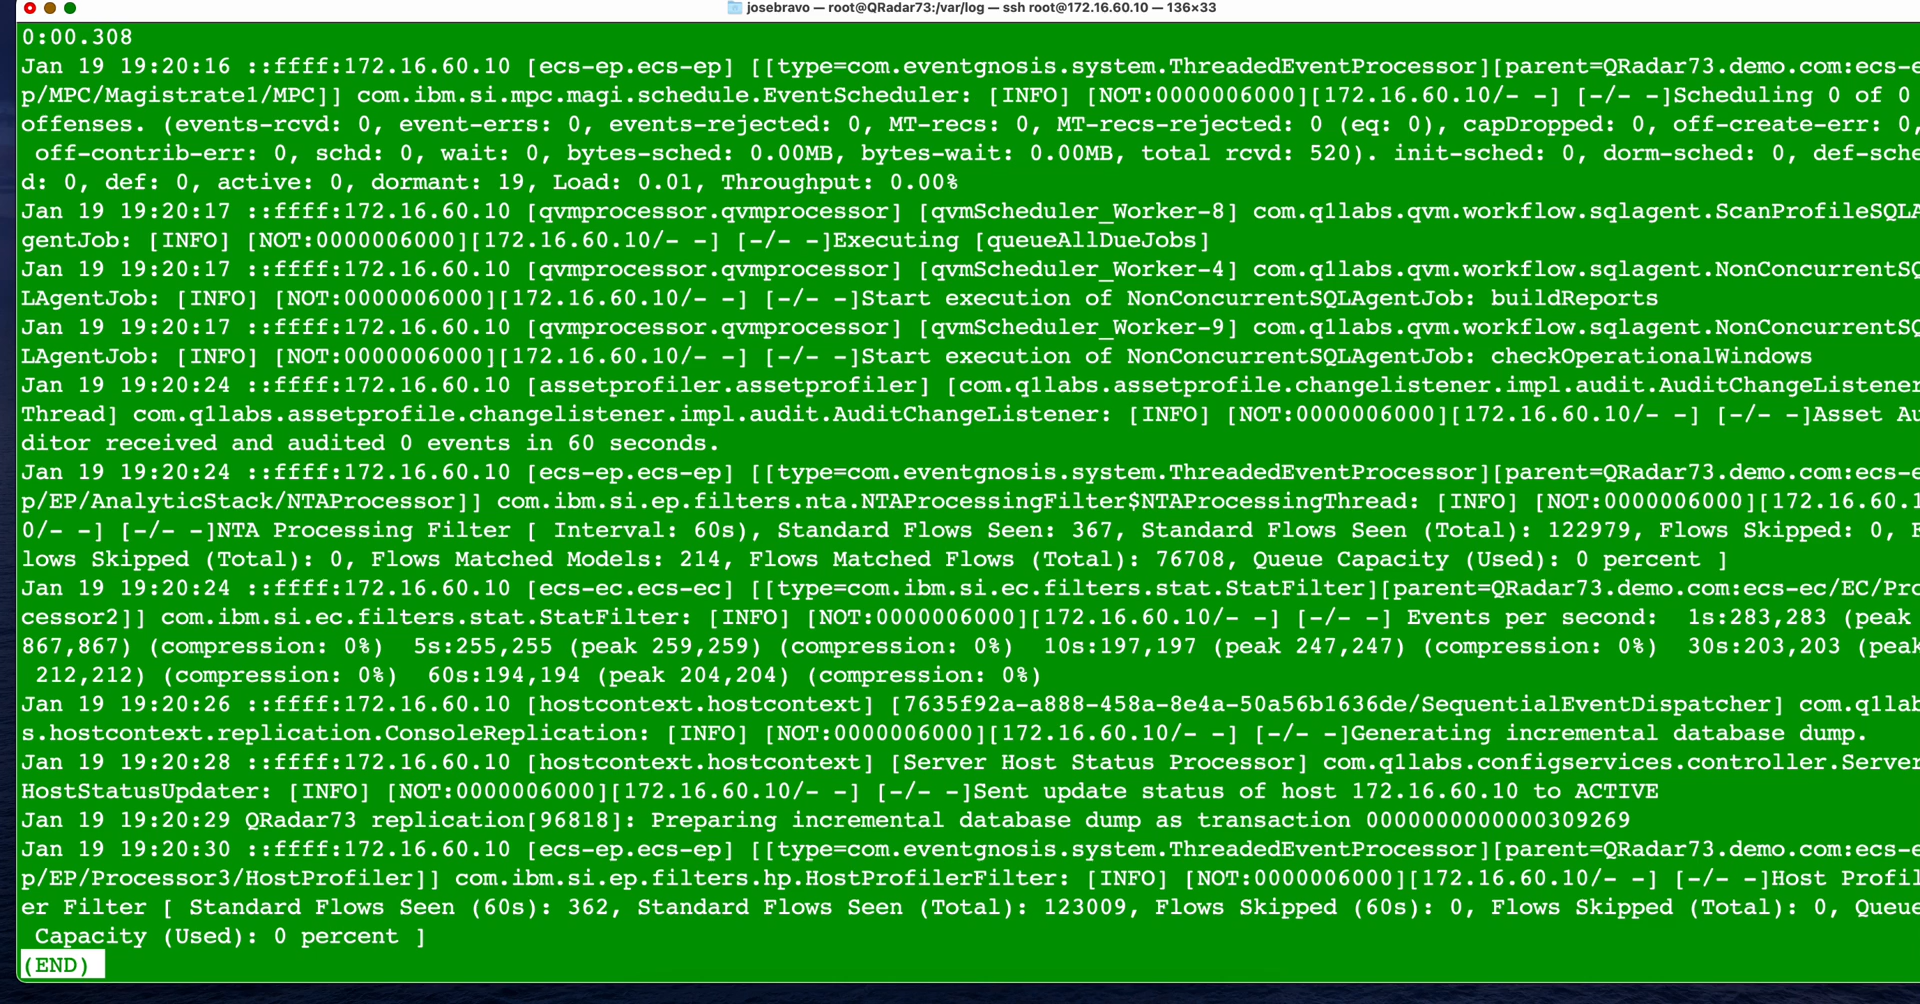 josebravo — root@QRadar73:/var/log — ssh root@172.16.60.10 — 136×33
0:00.308
Jan 19 19:20:16 ::ffff:172.16.60.10 [ecs-ep.ecs-ep] [[type=com.eventgnosis.system.ThreadedEventProcessor][parent=QRadar73.demo.com:ecs-e
p/MPC/Magistrate1/MPC]] com.ibm.si.mpc.magi.schedule.EventScheduler: [INFO] [NOT:0000006000][172.16.60.10/- -] [-/- -]Scheduling 0 of 0
offenses. (events-rcvd: 0, event-errs: 0, events-rejected: 0, MT-recs: 0, MT-recs-rejected: 0 (eq: 0), capDropped: 0, off-create-err: 0,
off-contrib-err: 0, schd: 0, wait: 0, bytes-sched: 0.00MB, bytes-wait: 0.00MB, total rcvd: 520). init-sched: 0, dorm-sched: 0, def-sche
d: 0, def: 0, active: 0, dormant: 19, Load: 0.01, Throughput: 0.00%
Jan 19 19:20:17 ::ffff:172.16.60.10 [qvmprocessor.qvmprocessor] [qvmScheduler_Worker-8] com.q1labs.qvm.workflow.sqlagent.ScanProfileSQLA
gentJob: [INFO] [NOT:0000006000][172.16.60.10/- -] [-/- -]Executing [queueAllDueJobs]
Jan 19 19:20:17 ::ffff:172.16.60.10 [qvmprocessor.qvmprocessor] [qvmScheduler_Worker-4] com.q1labs.qvm.workflow.sqlagent.NonConcurrentSQ
LAgentJob: [INFO] [NOT:0000006000][172.16.60.10/- -] [-/- -]Start execution of NonConcurrentSQLAgentJob: buildReports
Jan 19 19:20:17 ::ffff:172.16.60.10 [qvmprocessor.qvmprocessor] [qvmScheduler_Worker-9] com.q1labs.qvm.workflow.sqlagent.NonConcurrentSQ
LAgentJob: [INFO] [NOT:0000006000][172.16.60.10/- -] [-/- -]Start execution of NonConcurrentSQLAgentJob: checkOperationalWindows
Jan 19 19:20:24 ::ffff:172.16.60.10 [assetprofiler.assetprofiler] [com.q1labs.assetprofile.changelistener.impl.audit.AuditChangeListener
Thread] com.q1labs.assetprofile.changelistener.impl.audit.AuditChangeListener: [INFO] [NOT:0000006000][172.16.60.10/- -] [-/- -]Asset Au
ditor received and audited 0 events in 60 seconds.
Jan 19 19:20:24 ::ffff:172.16.60.10 [ecs-ep.ecs-ep] [[type=com.eventgnosis.system.ThreadedEventProcessor][parent=QRadar73.demo.com:ecs-e
p/EP/AnalyticStack/NTAProcessor]] com.ibm.si.ep.filters.nta.NTAProcessingFilter$NTAProcessingThread: [INFO] [NOT:0000006000][172.16.60.1
0/- -] [-/- -]NTA Processing Filter [ Interval: 60s), Standard Flows Seen: 367, Standard Flows Seen (Total): 122979, Flows Skipped: 0, F
lows Skipped (Total): 0, Flows Matched Models: 214, Flows Matched Flows (Total): 76708, Queue Capacity (Used): 0 percent ]
Jan 19 19:20:24 ::ffff:172.16.60.10 [ecs-ec.ecs-ec] [[type=com.ibm.si.ec.filters.stat.StatFilter][parent=QRadar73.demo.com:ecs-ec/EC/Pro
cessor2]] com.ibm.si.ec.filters.stat.StatFilter: [INFO] [NOT:0000006000][172.16.60.10/- -] [-/- -] Events per second:  1s:283,283 (peak
867,867) (compression: 0%)  5s:255,255 (peak 259,259) (compression: 0%)  10s:197,197 (peak 247,247) (compression: 0%)  30s:203,203 (peak
212,212) (compression: 0%)  60s:194,194 (peak 204,204) (compression: 0%)
Jan 19 19:20:26 ::ffff:172.16.60.10 [hostcontext.hostcontext] [7635f92a-a888-458a-8e4a-50a56b1636de/SequentialEventDispatcher] com.q1lab
s.hostcontext.replication.ConsoleReplication: [INFO] [NOT:0000006000][172.16.60.10/- -] [-/- -]Generating incremental database dump.
Jan 19 19:20:28 ::ffff:172.16.60.10 [hostcontext.hostcontext] [Server Host Status Processor] com.q1labs.configservices.controller.Server
HostStatusUpdater: [INFO] [NOT:0000006000][172.16.60.10/- -] [-/- -]Sent update status of host 172.16.60.10 to ACTIVE
Jan 19 19:20:29 QRadar73 replication[96818]: Preparing incremental database dump as transaction 0000000000000309269
Jan 19 19:20:30 ::ffff:172.16.60.10 [ecs-ep.ecs-ep] [[type=com.eventgnosis.system.ThreadedEventProcessor][parent=QRadar73.demo.com:ecs-e
p/EP/Processor3/HostProfiler]] com.ibm.si.ep.filters.hp.HostProfilerFilter: [INFO] [NOT:0000006000][172.16.60.10/- -] [-/- -]Host Profil
er Filter [ Standard Flows Seen (60s): 362, Standard Flows Seen (Total): 123009, Flows Skipped (60s): 0, Flows Skipped (Total): 0, Queue
Capacity (Used): 0 percent ]
(END)